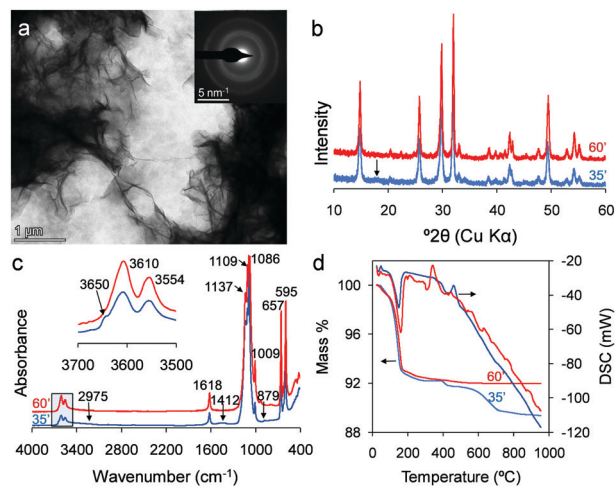 a
5 nm⁻¹
1 µm
b
Intensity
60'
35'
10 20 30 40 50 60
º2θ (Cu Kα)
c
Absorbance
3650
3610
3554
3700 3600 3500
1109
1086
1137
595
657
1009
60'
35'
2975
1618
1412
879
4000 3400 2800 2200 1600 1000 400
Wavenumber (cm⁻¹)
d
Mass %
100
96
92
88
-20
-40
-60
-80
-100
-120
DSC (mW)
60'
35'
0 200 400 600 800 1000
Temperature (ºC)